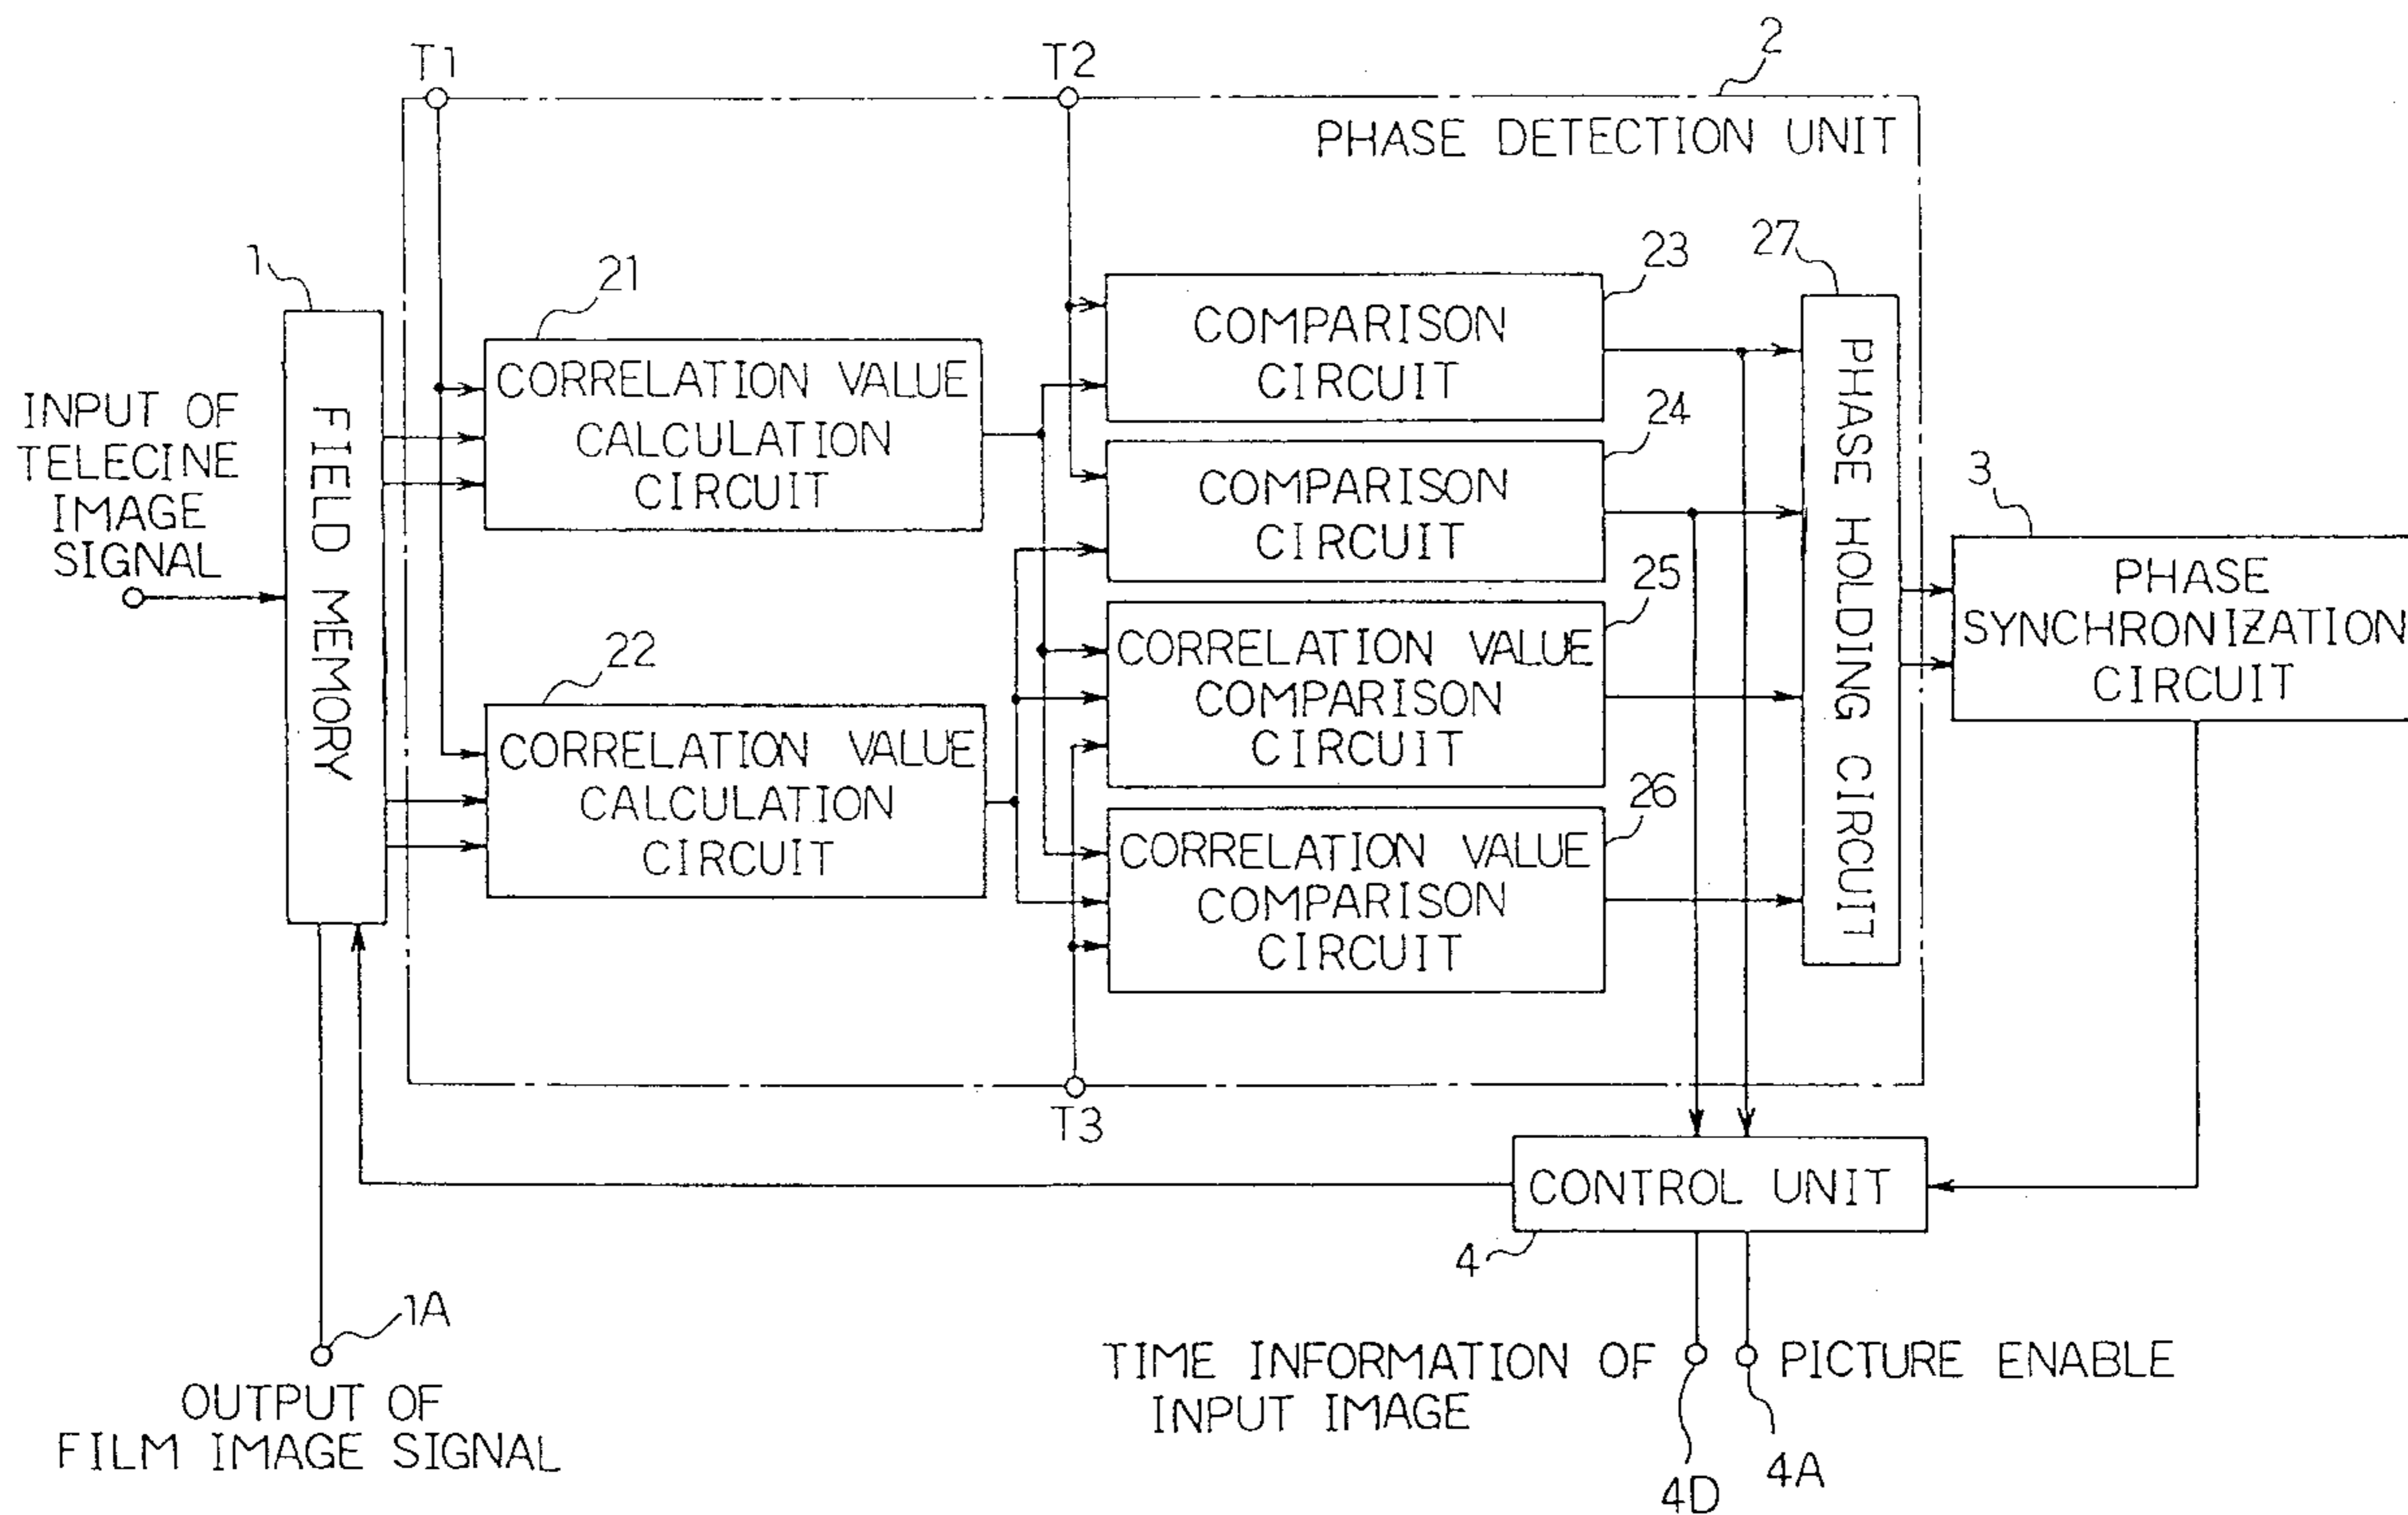 T1
T2
2
PHASE DETECTION UNIT
1
21
23
27
INPUT OF
TELECINE
IMAGE
SIGNAL
FIELD MEMORY
CORRELATION VALUE
CALCULATION
CIRCUIT
COMPARISON
CIRCUIT
24
COMPARISON
CIRCUIT
25
PHASE HOLDING CIRCUIT
3
PHASE
SYNCHRONIZATION
CIRCUIT
22
CORRELATION VALUE
CALCULATION
CIRCUIT
CORRELATION VALUE
COMPARISON
CIRCUIT
26
CORRELATION VALUE
COMPARISON
CIRCUIT
T3
CONTROL UNIT
4
1A
OUTPUT OF
FILM IMAGE SIGNAL
TIME INFORMATION OF
INPUT IMAGE
PICTURE ENABLE
4D
4A